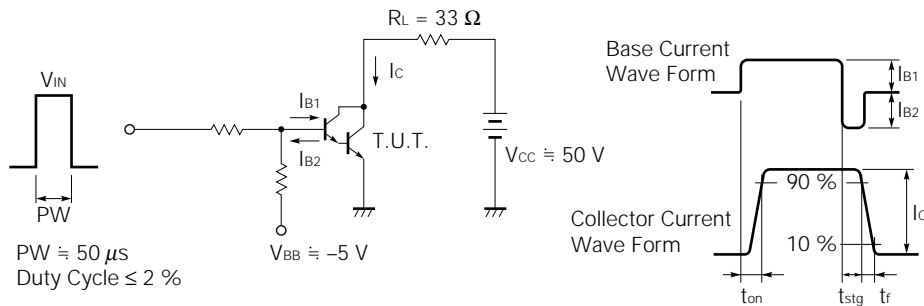 RL = 33 Ω
VIN
IC
IB1
IB2
T.U.T.
VCC ≒ 50 V
PW
VBB ≒ –5 V
PW ≒ 50 μs
Duty Cycle ≤ 2 %
Base Current
Wave Form
IB1
IB2
90 %
IC
Collector Current
Wave Form
10 %
ton
tstg
tf